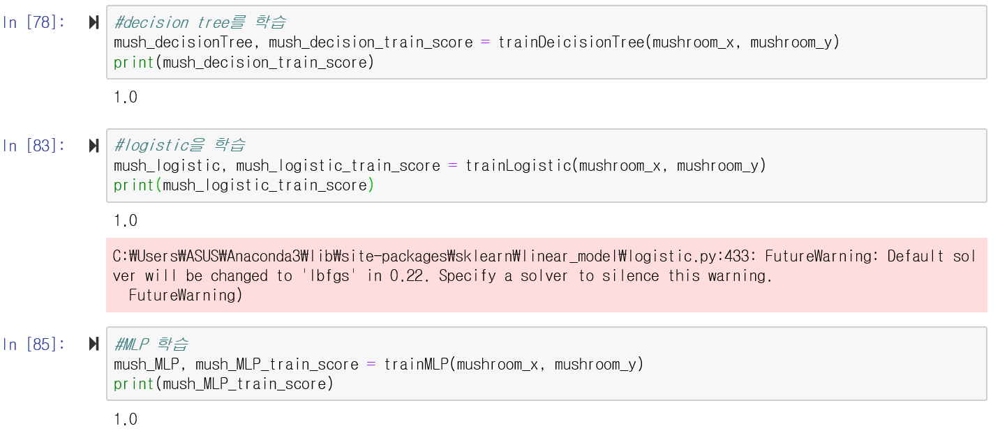 In [78]:
#decision tree를 학습
mush_decisionTree, mush_decision_train_score = trainDeicisionTree(mushroom_x, mushroom_y)
print(mush_decision_train_score)
1.0
In [83]:
#logistic을 학습
mush_logistic, mush_logistic_train_score = trainLogistic(mushroom_x, mushroom_y)
print(mush_logistic_train_score)
1.0
C:₩Users₩ASUS₩Anaconda3₩lib₩site-packages₩sklearn₩linear_model₩logistic.py:433: FutureWarning: Default sol
ver will be changed to 'lbfgs' in 0.22. Specify a solver to silence this warning.
FutureWarning)
In [85]:
#MLP 학습
mush_MLP, mush_MLP_train_score = trainMLP(mushroom_x, mushroom_y)
print(mush_MLP_train_score)
1.0